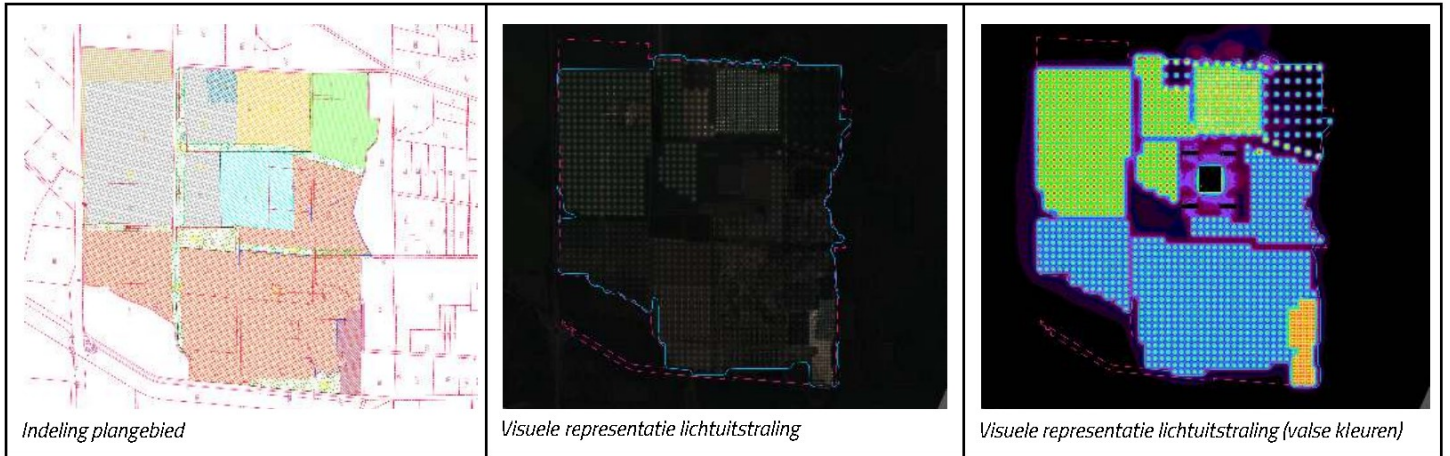 Indeling plangebied
Visuele representatie lichtuitstraling
Visuele representatie lichtuitstraling (valse kleuren)